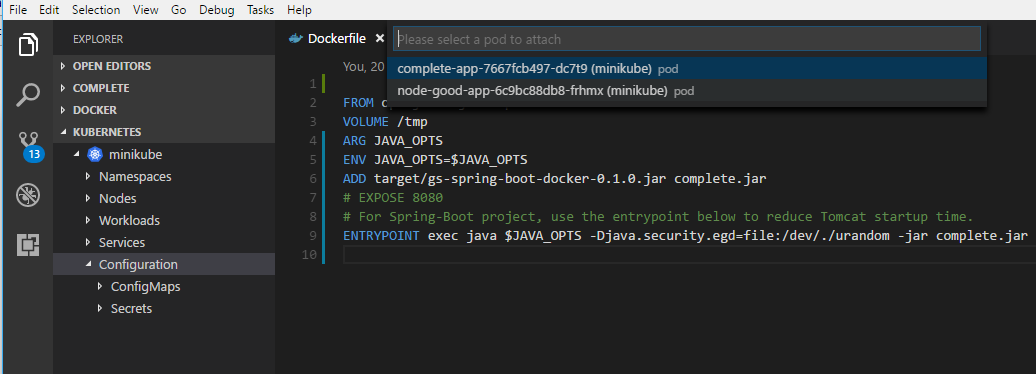 File Edit Selection View Go Debug Tasks Help
EXPLORER
Dockerfile
Please select a pod to attach
OPEN EDITORS
complete-app-7667fcb497-dc7t9 (minikube) pod
You, 20
COMPLETE
node-good-app-6c9bc88db8-frhmx (minikube) pod
1
DOCKER
2 FROM
KUBERNETES
3 VOLUME /tmp
13
minikube
4 ARG JAVA_OPTS
Namespaces
5 ENV JAVA_OPTS=$JAVA_OPTS
Nodes
6 ADD target/gs-spring-boot-docker-0.1.0.jar complete.jar
Workloads
7 # EXPOSE 8080
Services
8 # For Spring-Boot project, use the entrypoint below to reduce Tomcat startup time.
Configuration
9 ENTRYPOINT exec java $JAVA_OPTS -Djava.security.egd=file:/dev/./urandom -jar complete.jar
ConfigMaps
10
Secrets